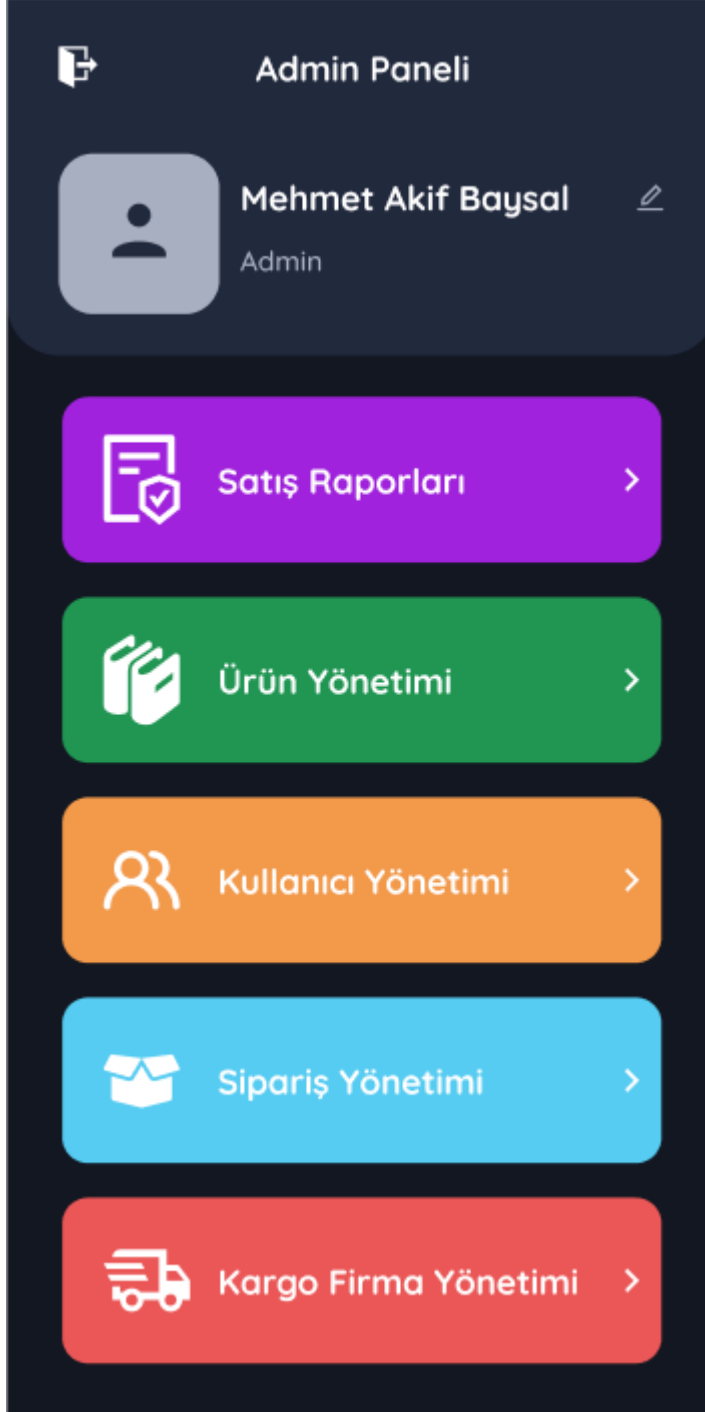 Admin Paneli
Mehmet Akif Baysal
Admin
Satış Raporları
Ürün Yönetimi
Kullanıcı Yönetimi
Sipariş Yönetimi
Kargo Firma Yönetimi